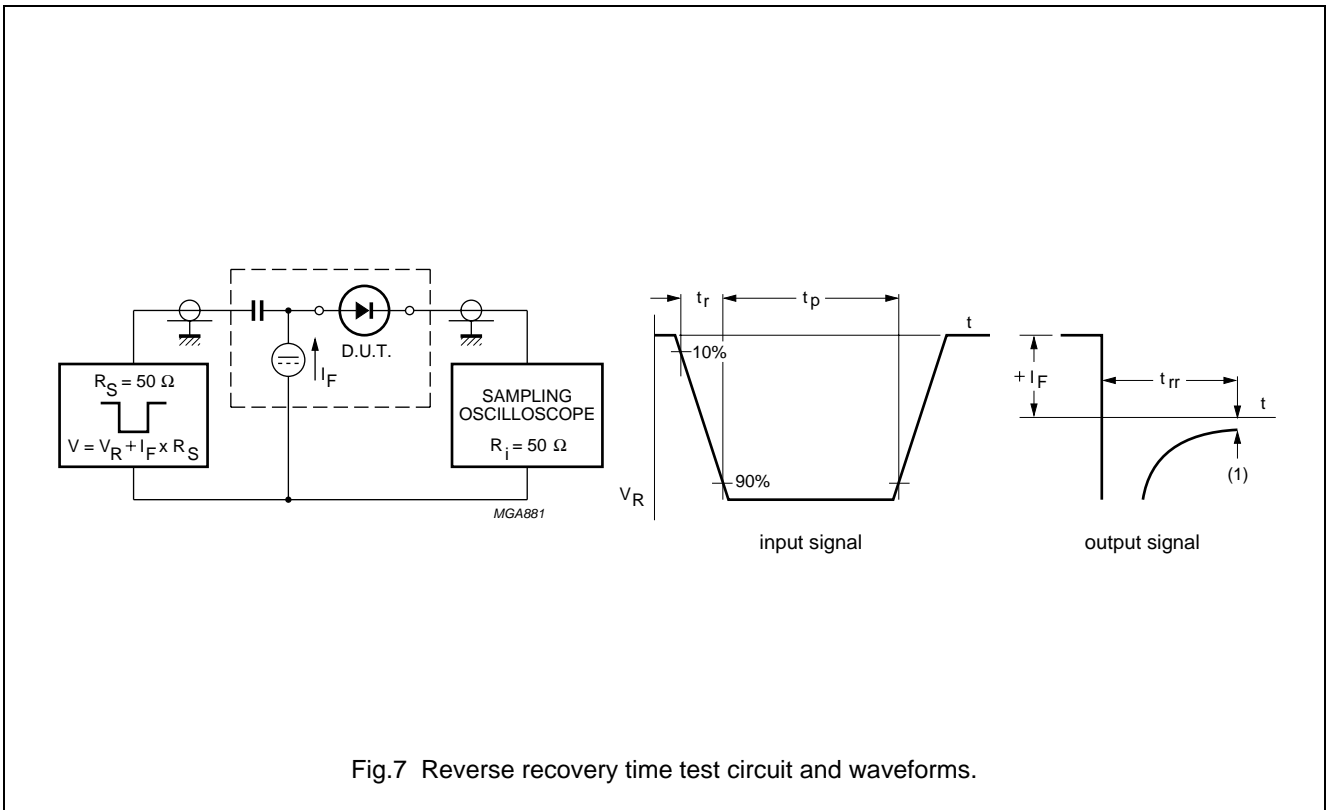 R_S = 50 Ω
V = V_R + I_F x R_S
I_F
D.U.T.
SAMPLING
OSCILLOSCOPE
R_i = 50 Ω
MGA881
t_r
t_p
t
10%
90%
V_R
input signal
+ I_F
t_rr
t
(1)
output signal
Fig.7 Reverse recovery time test circuit and waveforms.